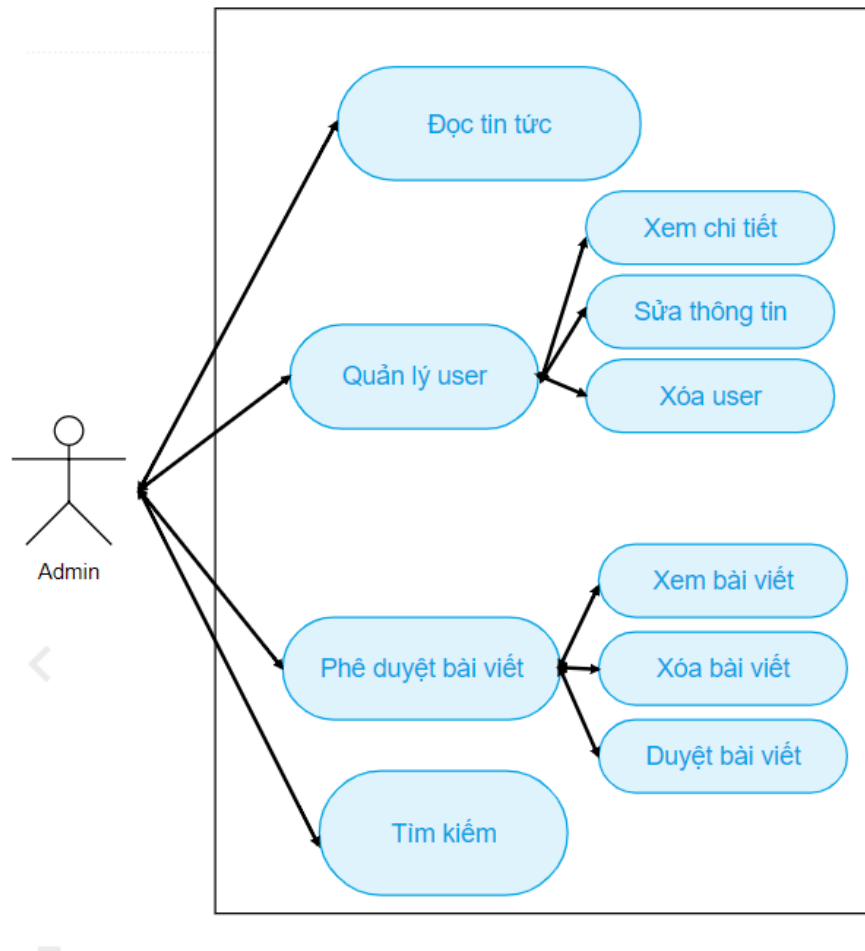 Đọc tin tức
Xem chi tiết
Sửa thông tin
Quản lý user
Xóa user
Admin
Xem bài viết
Phê duyệt bài viết
Xóa bài viết
Duyệt bài viết
Tìm kiếm